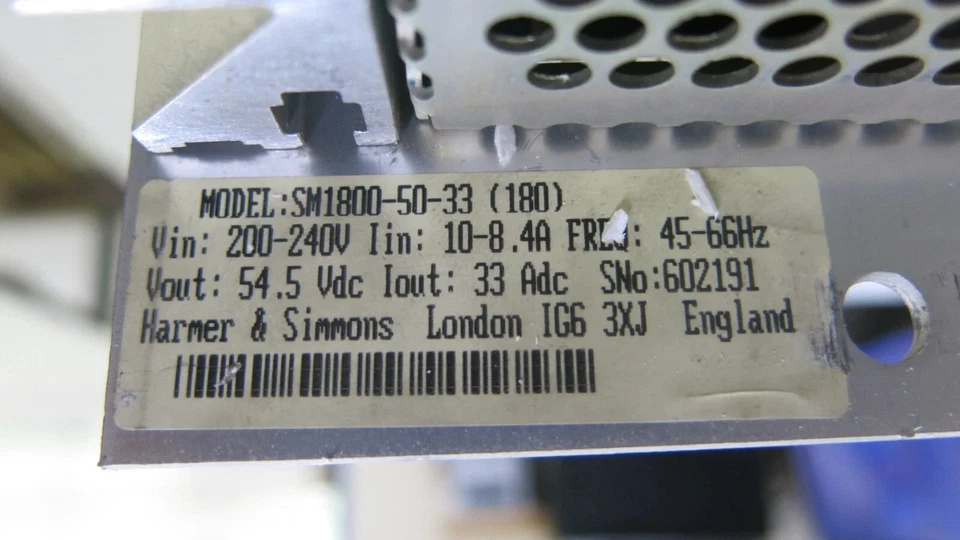 MODEL:SM1800-50-33 (180)
Vin: 200-240V Iin: 10-8.4A FREQ: 45-66Hz
Vout: 54.5 Vdc Iout: 33 Adc SNo:602191
Harmer & Simmons London IG6 3XJ England